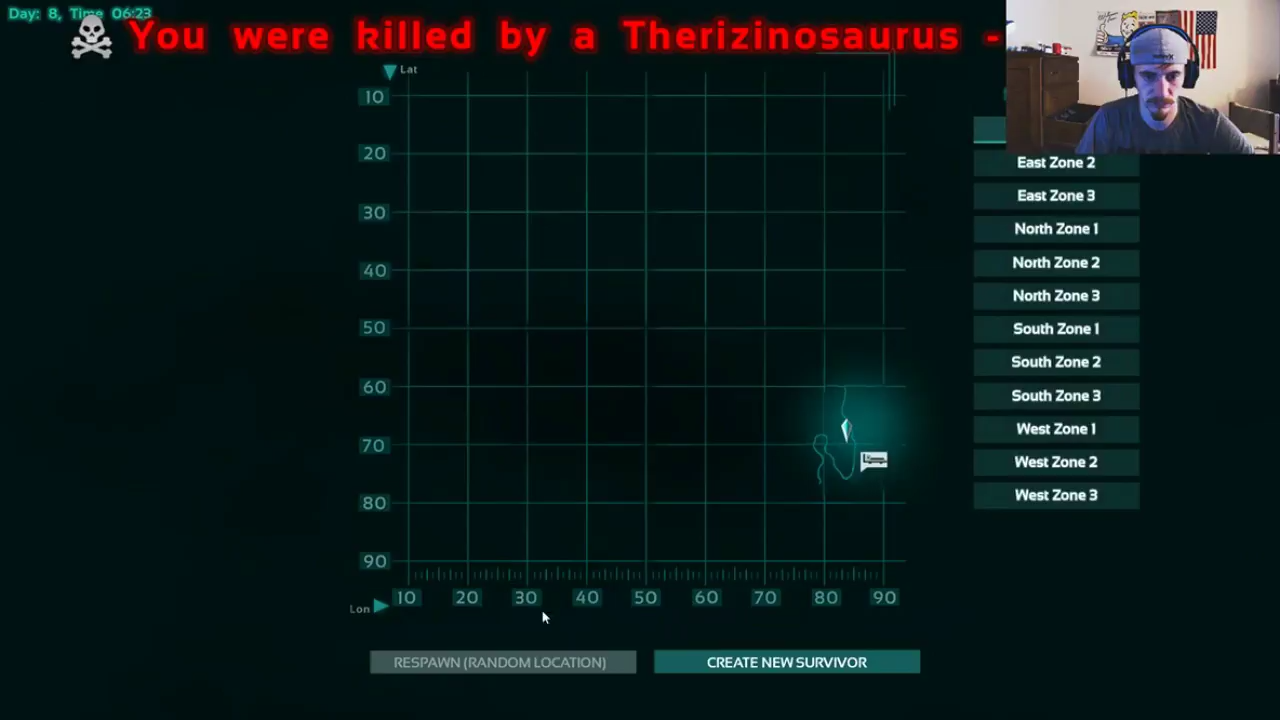 Day: 8, Time 06:23
You were killed by a Therizinosaurus -
Lat
10
20
30
40
50
60
70
80
90
Lon
10 20 30 40 50 60 70 80 90
RESPAWN (RANDOM LOCATION)
CREATE NEW SURVIVOR
East Zone 2
East Zone 3
North Zone 1
North Zone 2
North Zone 3
South Zone 1
South Zone 2
South Zone 3
West Zone 1
West Zone 2
West Zone 3